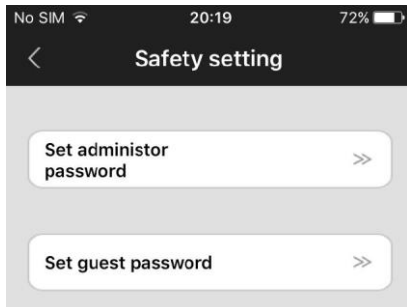 No SIM 20:19 72%
Safety setting
Set administor
password
Set guest password